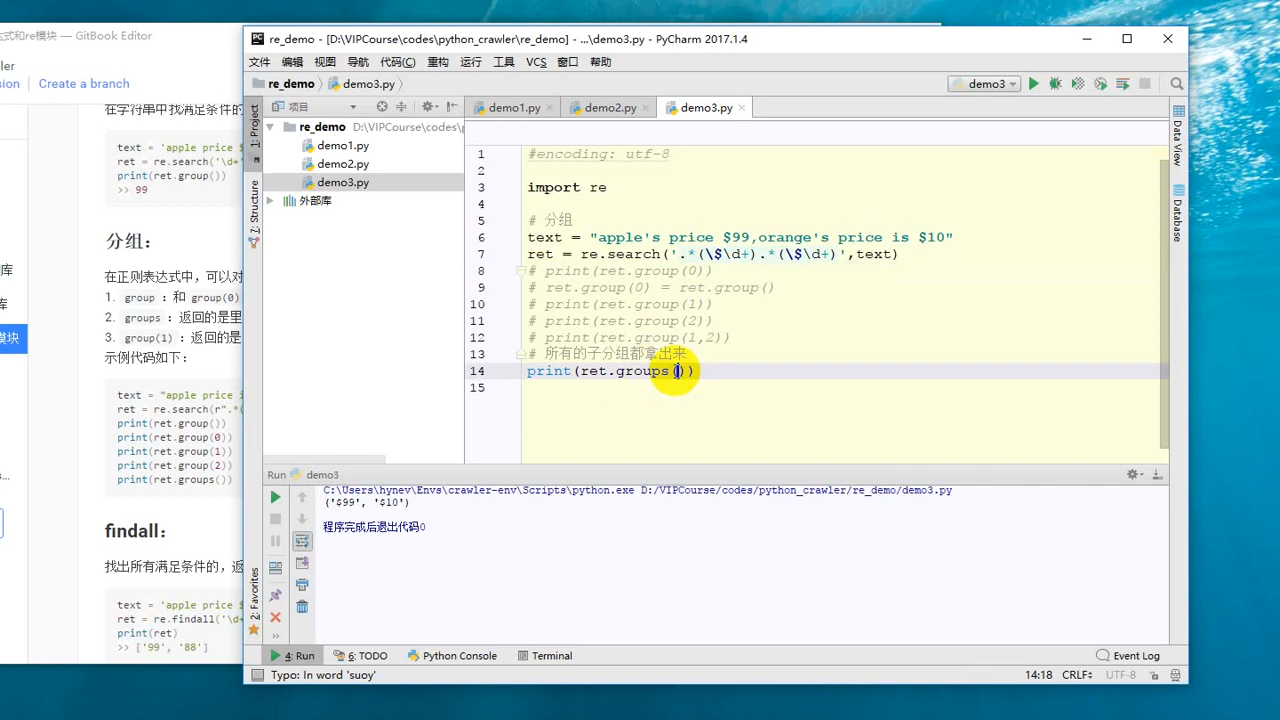 达式和re模块 — GitBook Editor
ler
sion
Create a branch
在字符串中找满足条件的
text = 'apple price $
ret = re.search('\d+'
print(ret.group())
>> 99
分组：
在正则表达式中，可以对
1. group ：和 group(0)
2. groups ：返回的是里
3. group(1) ：返回的是
示例代码如下：
text = "apple price i
ret = re.search(r".*(
print(ret.group())
print(ret.group(0))
print(ret.group(1))
print(ret.group(2))
print(ret.groups())
findall：
找出所有满足条件的，返
text = 'apple price $
ret = re.findall('\d+
print(ret)
>> ['99', '88']
库
库
模块
s...
re_demo - [D:\VIPCourse\codes\python_crawler\re_demo] - ...\demo3.py - PyCharm 2017.1.4
文件 编辑 视图 导航 代码(C) 重构 运行 工具 VCS 窗口 帮助
re_demo demo3.py
demo3
项目
demo1.py demo2.py demo3.py
1: Project
Structure
2: Favorites
Data View
Database
re_demo D:\VIPCourse\codes\p
demo1.py
demo2.py
demo3.py
外部库
1 #encoding: utf-8
2
3 import re
4
5 # 分组
6 text = "apple's price $99,orange's price is $10"
7 ret = re.search('.*(\$\d+).*(\$\d+)',text)
8 # print(ret.group(0))
9 # ret.group(0) = ret.group()
10 # print(ret.group(1))
11 # print(ret.group(2))
12 # print(ret.group(1,2))
13 # 所有的子分组都拿出来
14 print(ret.groups())
15
Run demo3
C:\Users\hynev\Envs\crawler-env\Scripts\python.exe D:/VIPCourse/codes/python_crawler/re_demo/demo3.py
('$99', '$10')
程序完成后退出代码0
4: Run 6: TODO Python Console Terminal Event Log
Typo: In word 'suoy' 14:18 CRLF UTF-8